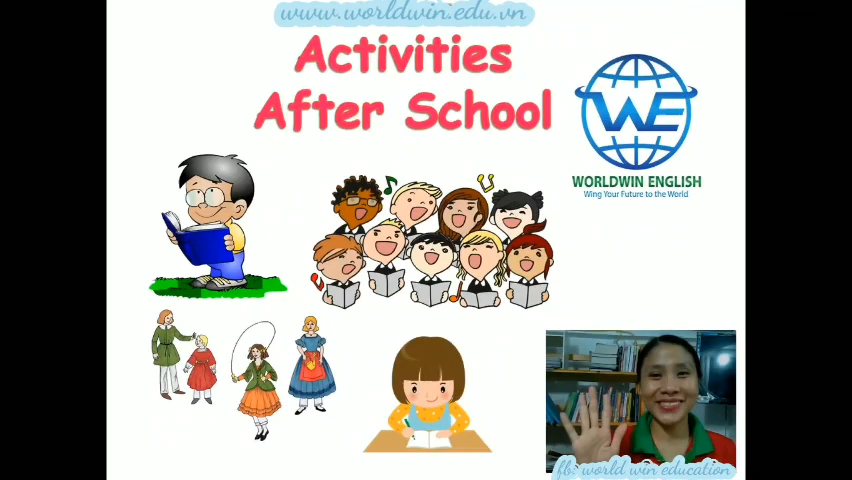 www.worldwin.edu.vn
Activities
After School
WE
WORLDWIN ENGLISH
Wing Your Future to the World
fb: world win education